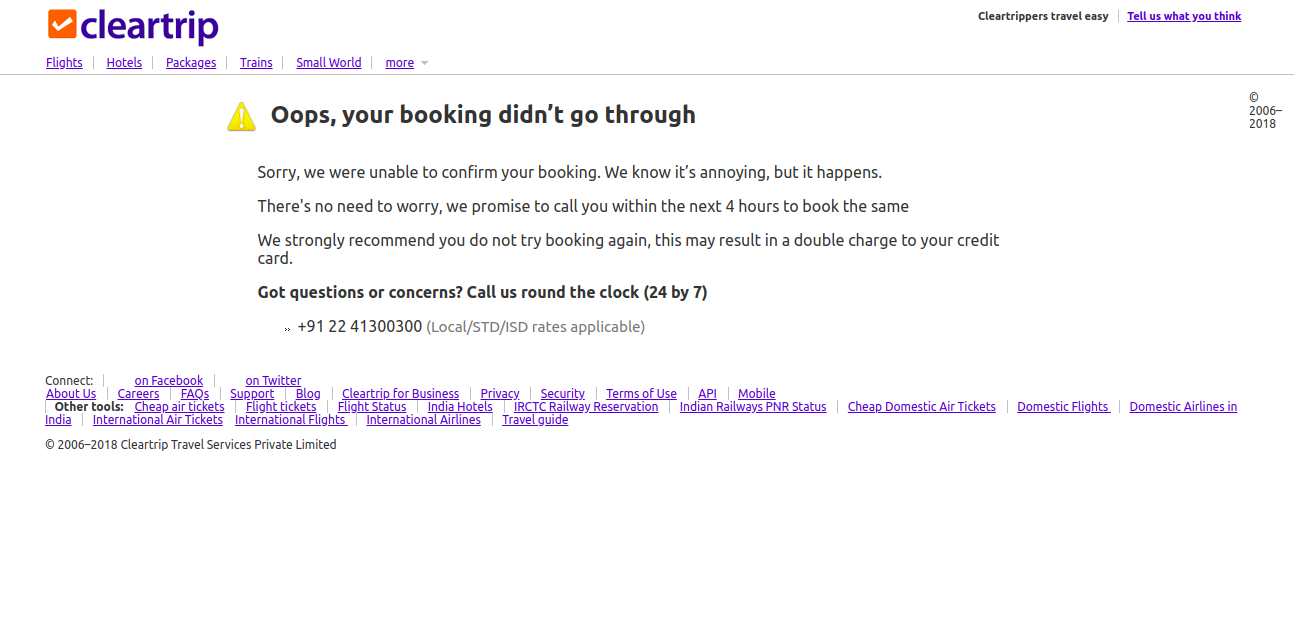 cleartrip
Cleartrippers travel easy Tell us what you think
Flights Hotels Packages Trains Small World more
Oops, your booking didn’t go through
©
2006–
2018
Sorry, we were unable to confirm your booking. We know it’s annoying, but it happens.
There's no need to worry, we promise to call you within the next 4 hours to book the same
We strongly recommend you do not try booking again, this may result in a double charge to your credit
card.
Got questions or concerns? Call us round the clock (24 by 7)
+91 22 41300300 (Local/STD/ISD rates applicable)
Connect: on Facebook on Twitter
About Us Careers FAQs Support Blog Cleartrip for Business Privacy Security Terms of Use API Mobile
Other tools: Cheap air tickets Flight tickets Flight Status India Hotels IRCTC Railway Reservation Indian Railways PNR Status Cheap Domestic Air Tickets Domestic Flights Domestic Airlines in
India International Air Tickets International Flights International Airlines Travel guide
© 2006–2018 Cleartrip Travel Services Private Limited